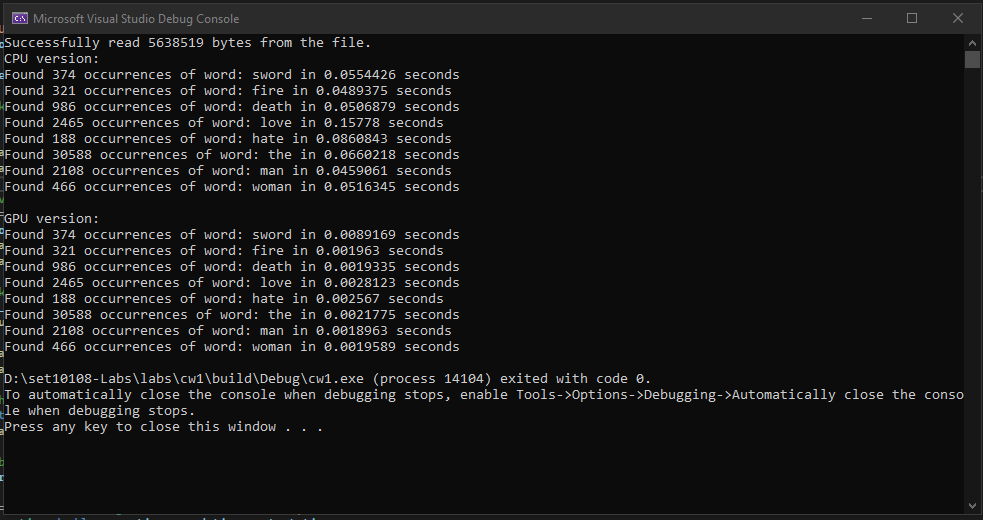 Microsoft Visual Studio Debug Console
Successfully read 5638519 bytes from the file.
CPU version:
Found 374 occurrences of word: sword in 0.0554426 seconds
Found 321 occurrences of word: fire in 0.0489375 seconds
Found 986 occurrences of word: death in 0.0506879 seconds
Found 2465 occurrences of word: love in 0.15778 seconds
Found 188 occurrences of word: hate in 0.0860843 seconds
Found 30588 occurrences of word: the in 0.0660218 seconds
Found 2108 occurrences of word: man in 0.0459061 seconds
Found 466 occurrences of word: woman in 0.0516345 seconds
GPU version:
Found 374 occurrences of word: sword in 0.0089169 seconds
Found 321 occurrences of word: fire in 0.001963 seconds
Found 986 occurrences of word: death in 0.0019335 seconds
Found 2465 occurrences of word: love in 0.0028123 seconds
Found 188 occurrences of word: hate in 0.002567 seconds
Found 30588 occurrences of word: the in 0.0021775 seconds
Found 2108 occurrences of word: man in 0.0018963 seconds
Found 466 occurrences of word: woman in 0.0019589 seconds
D:\set10108-Labs\labs\cw1\build\Debug\cw1.exe (process 14104) exited with code 0.
To automatically close the console when debugging stops, enable Tools->Options->Debugging->Automatically close the conso
le when debugging stops.
Press any key to close this window . . .